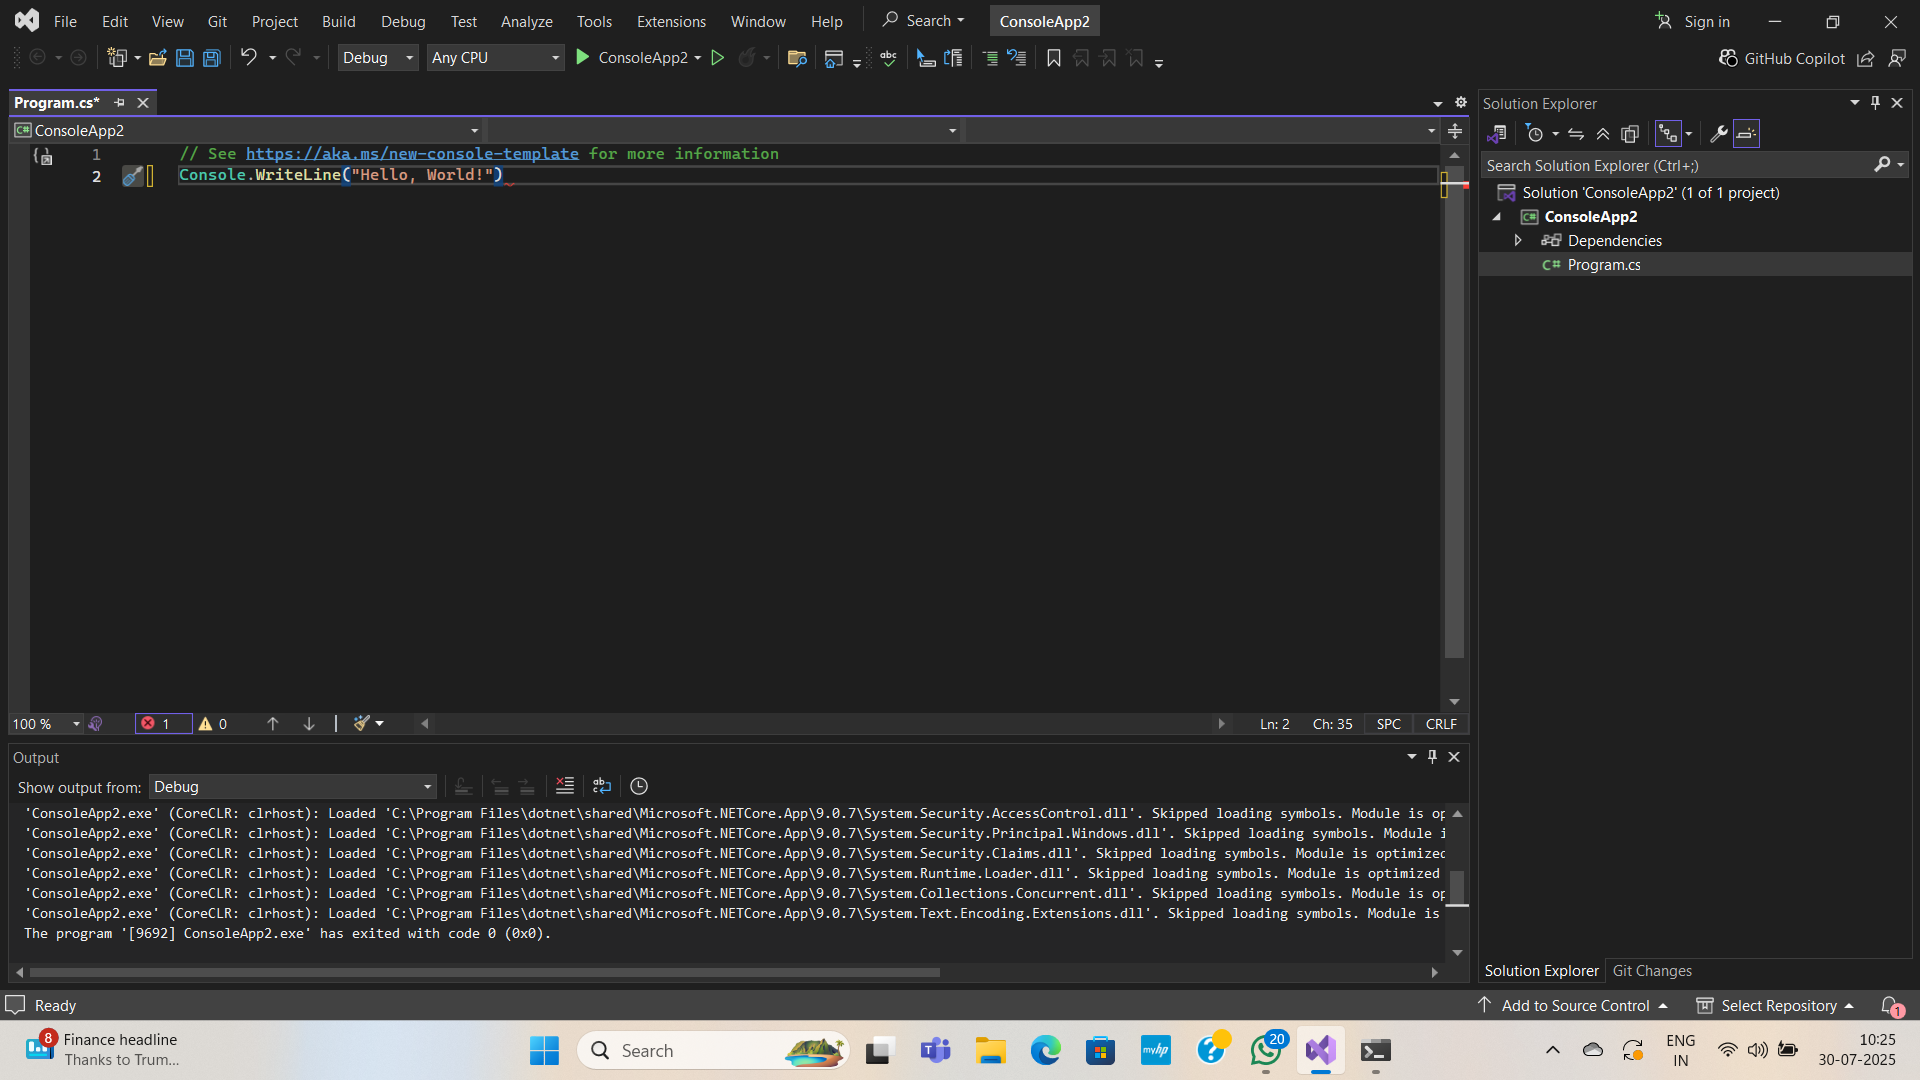 File Edit View Git Project Build Debug Test Analyze Tools Extensions Window Help Search ConsoleApp2 Sign in
Debug Any CPU ConsoleApp2 abc GitHub Copilot
Program.cs*
Solution Explorer
C# ConsoleApp2
1 // See https://aka.ms/new-console-template for more information
2 Console.WriteLine("Hello, World!")
Search Solution Explorer (Ctrl+;)
Solution 'ConsoleApp2' (1 of 1 project)
C# ConsoleApp2
Dependencies
C# Program.cs
100 % 1 0 Ln: 2 Ch: 35 SPC CRLF
Output
Show output from: Debug
'ConsoleApp2.exe' (CoreCLR: clrhost): Loaded 'C:\Program Files\dotnet\shared\Microsoft.NETCore.App\9.0.7\System.Security.AccessControl.dll'. Skipped loading symbols. Module is op
'ConsoleApp2.exe' (CoreCLR: clrhost): Loaded 'C:\Program Files\dotnet\shared\Microsoft.NETCore.App\9.0.7\System.Security.Principal.Windows.dll'. Skipped loading symbols. Module i
'ConsoleApp2.exe' (CoreCLR: clrhost): Loaded 'C:\Program Files\dotnet\shared\Microsoft.NETCore.App\9.0.7\System.Security.Claims.dll'. Skipped loading symbols. Module is optimized
'ConsoleApp2.exe' (CoreCLR: clrhost): Loaded 'C:\Program Files\dotnet\shared\Microsoft.NETCore.App\9.0.7\System.Runtime.Loader.dll'. Skipped loading symbols. Module is optimized
'ConsoleApp2.exe' (CoreCLR: clrhost): Loaded 'C:\Program Files\dotnet\shared\Microsoft.NETCore.App\9.0.7\System.Collections.Concurrent.dll'. Skipped loading symbols. Module is op
'ConsoleApp2.exe' (CoreCLR: clrhost): Loaded 'C:\Program Files\dotnet\shared\Microsoft.NETCore.App\9.0.7\System.Text.Encoding.Extensions.dll'. Skipped loading symbols. Module is
The program '[9692] ConsoleApp2.exe' has exited with code 0 (0x0).
Solution Explorer Git Changes
Ready Add to Source Control Select Repository 1
8 Finance headline
Thanks to Trum...
Search
myhp
20
ENG
IN
10:25
30-07-2025